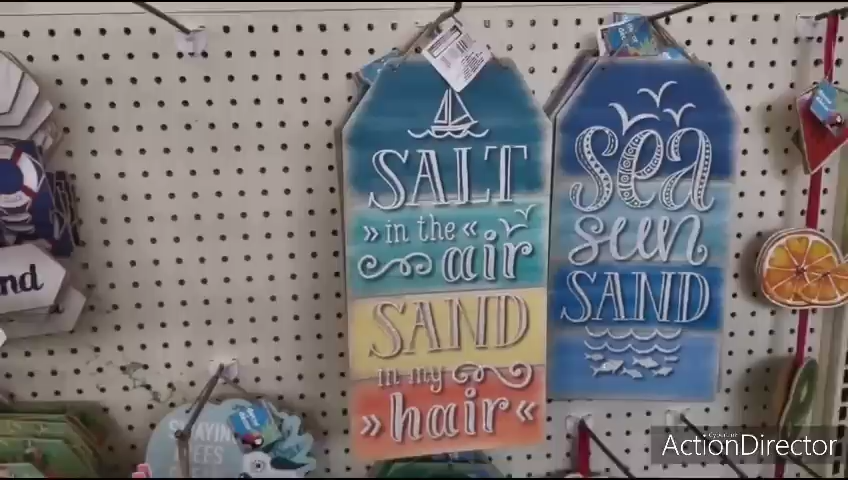 SALT
» in the «
air
SAND
in my
» hair «
sea
sun
SAND
nd
ActionDirector